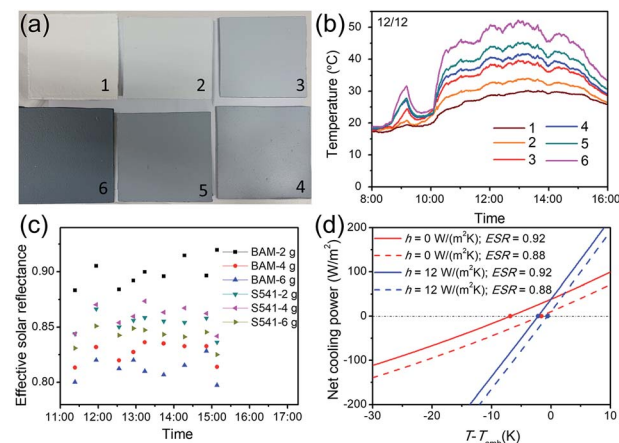 (a)
1
2
3
6
5
4
(b)
12/12
Temperature (°C)
50
40
30
20
10
1
2
3
4
5
6
8:00
10:00
12:00
14:00
16:00
Time
(c)
Effective solar reflectance
0.90
0.85
0.80
BAM-2 g
BAM-4 g
BAM-6 g
S541-2 g
S541-4 g
S541-6 g
11:00
12:00
13:00
14:00
15:00
16:00
17:00
Time
(d)
Net cooling power (W/m²)
200
100
0
-100
-200
h = 0 W/(m²K); ESR = 0.92
h = 0 W/(m²K); ESR = 0.88
h = 12 W/(m²K); ESR = 0.92
h = 12 W/(m²K); ESR = 0.88
-30
-20
-10
0
10
T-Tamb(K)